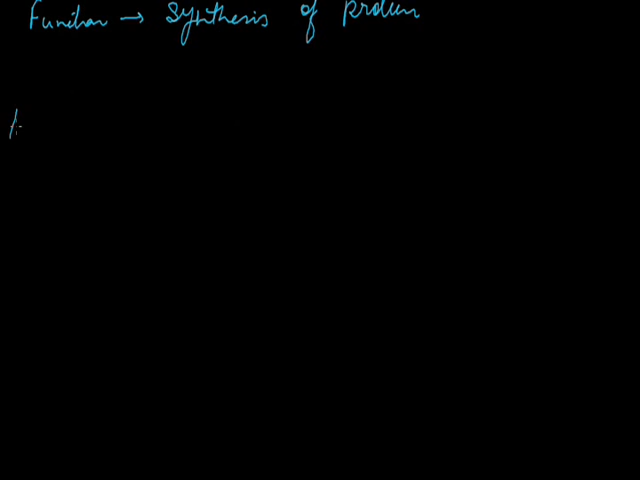 Function → Synthesis of protein